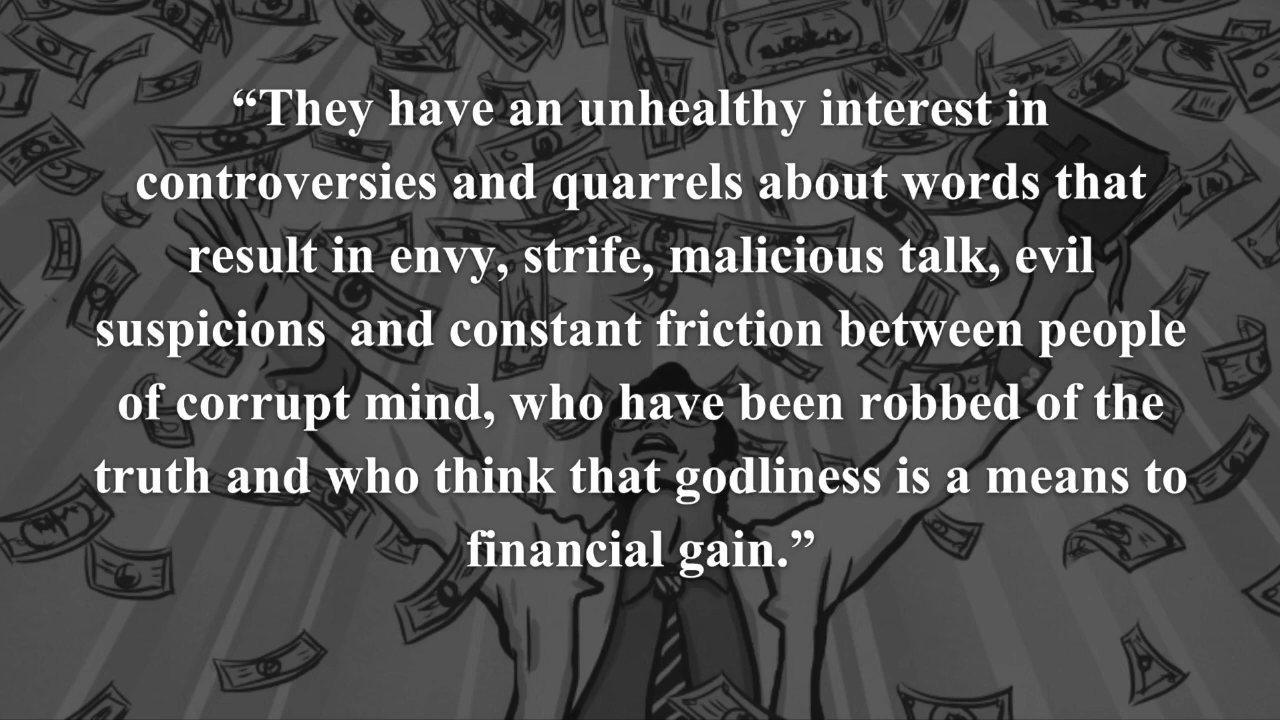 “They have an unhealthy interest in
controversies and quarrels about words that
result in envy, strife, malicious talk, evil
suspicions  and constant friction between people
of corrupt mind, who have been robbed of the
truth and who think that godliness is a means to
financial gain.”